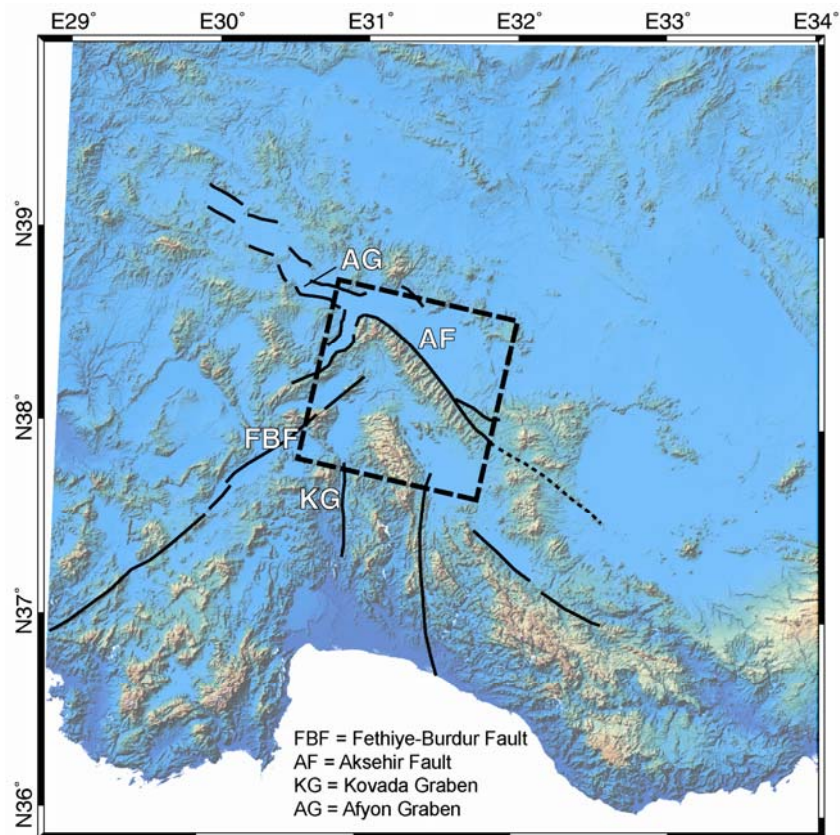 E29° E30° E31° E32° E33° E34°
N39°
AG
AF
N38°
FBF
KG
N37°
FBF = Fethiye-Burdur Fault
AF = Aksehir Fault
KG = Kovada Graben
AG = Afyon Graben
N36°